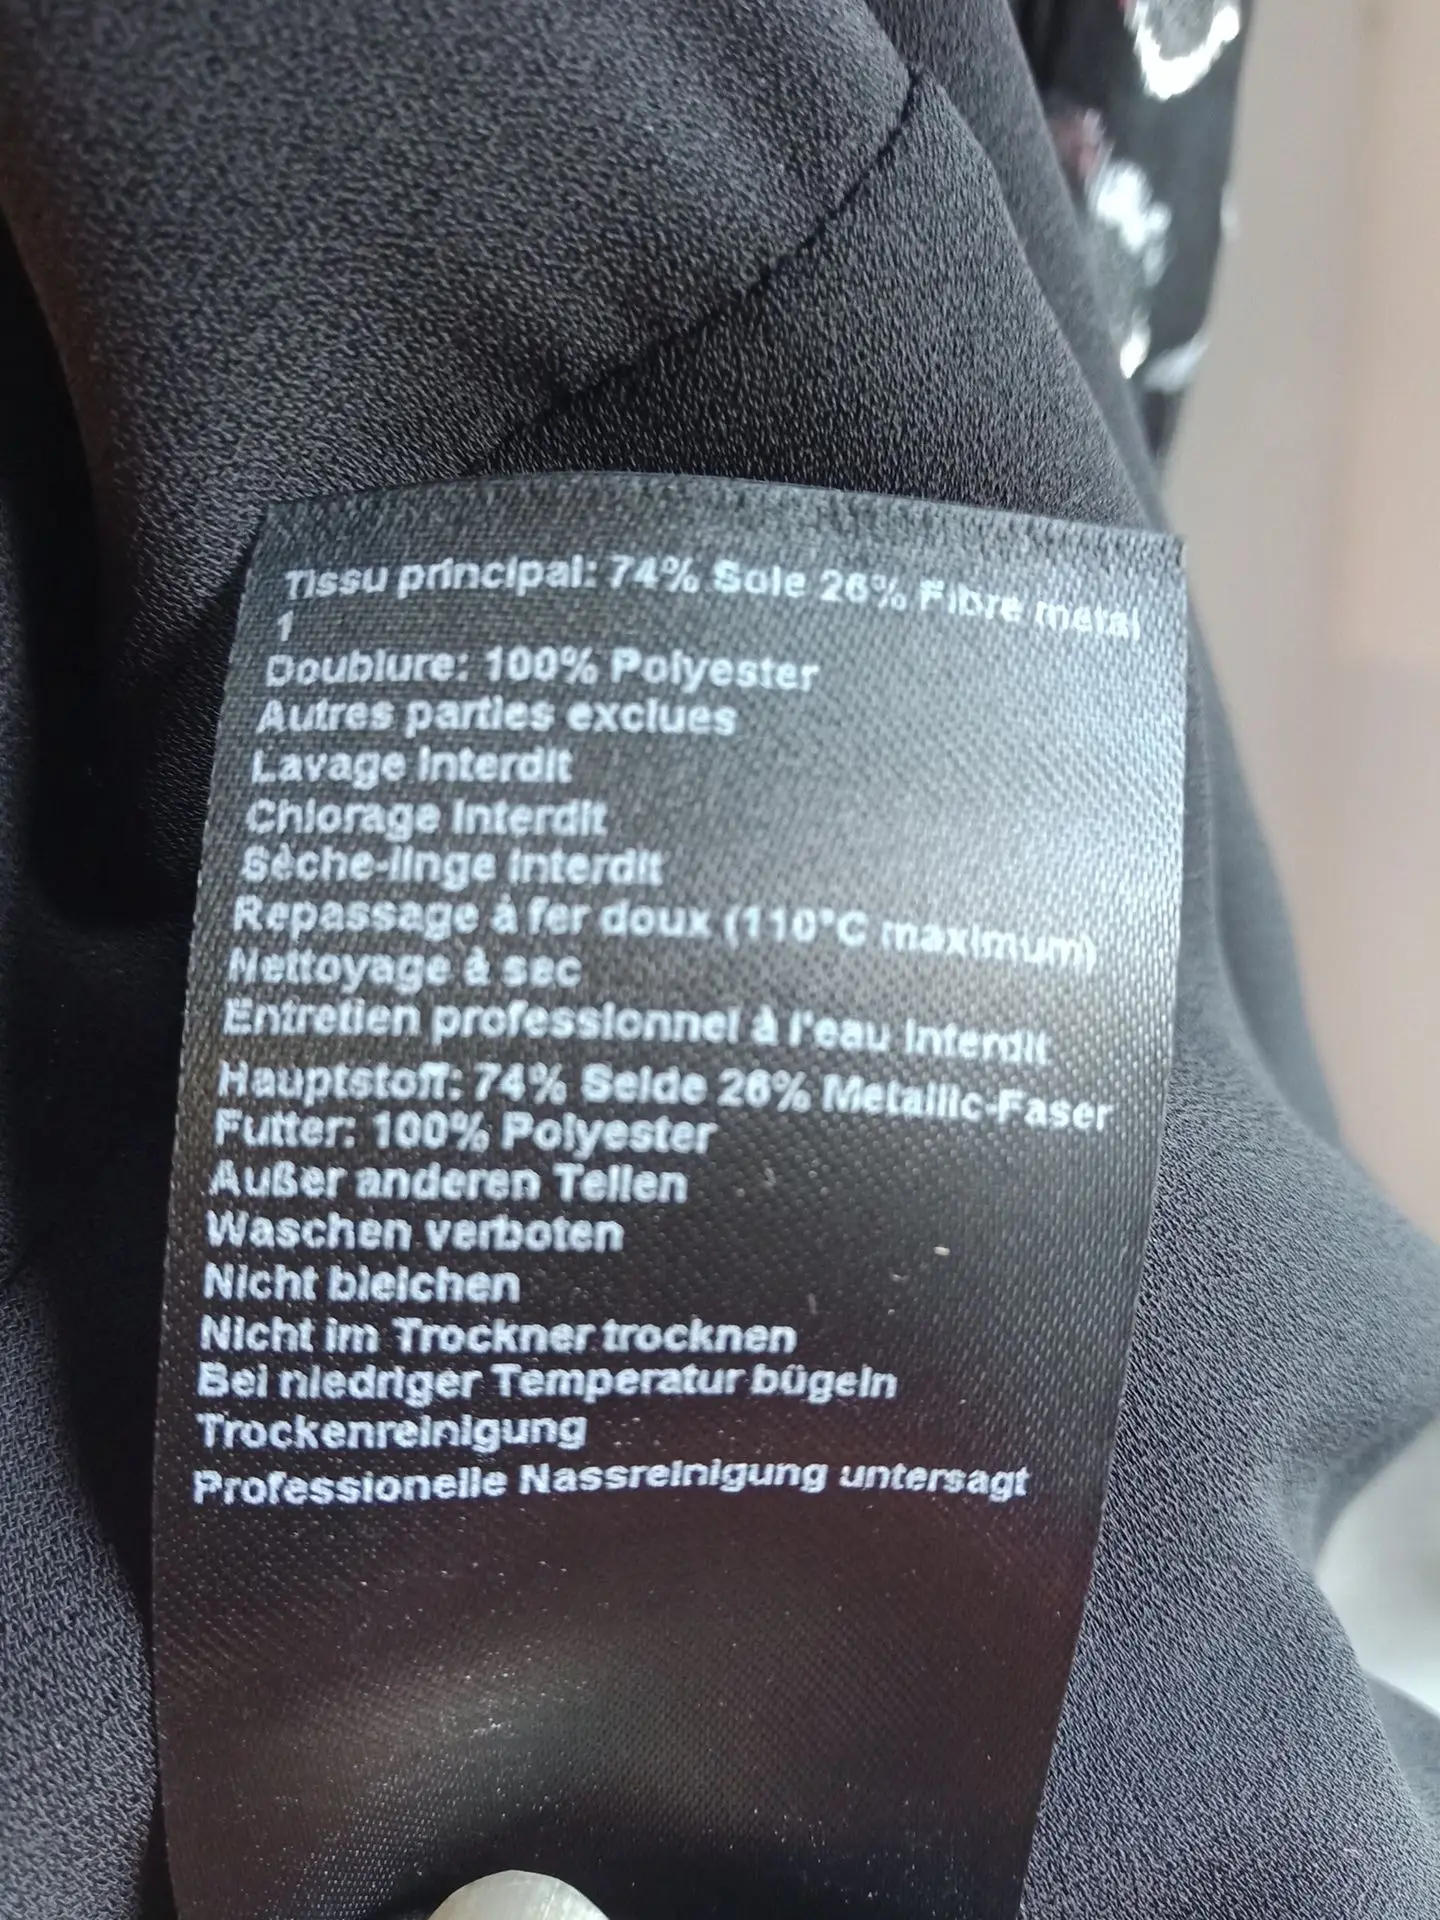 Tissu principal: 74% Soie 26% Fibre métal
1
Doublure: 100% Polyester
Autres parties exclues
Lavage interdit
Chlorage interdit
Sèche-linge interdit
Repassage à fer doux (110°C maximum)
Nettoyage à sec
Entretien professionnel à l'eau interdit
Hauptstoff: 74% Seide 26% Metallic-Faser
Futter: 100% Polyester
Außer anderen Teilen
Waschen verboten
Nicht bleichen
Nicht im Trockner trocknen
Bei niedriger Temperatur bügeln
Trockenreinigung
Professionelle Nassreinigung untersagt